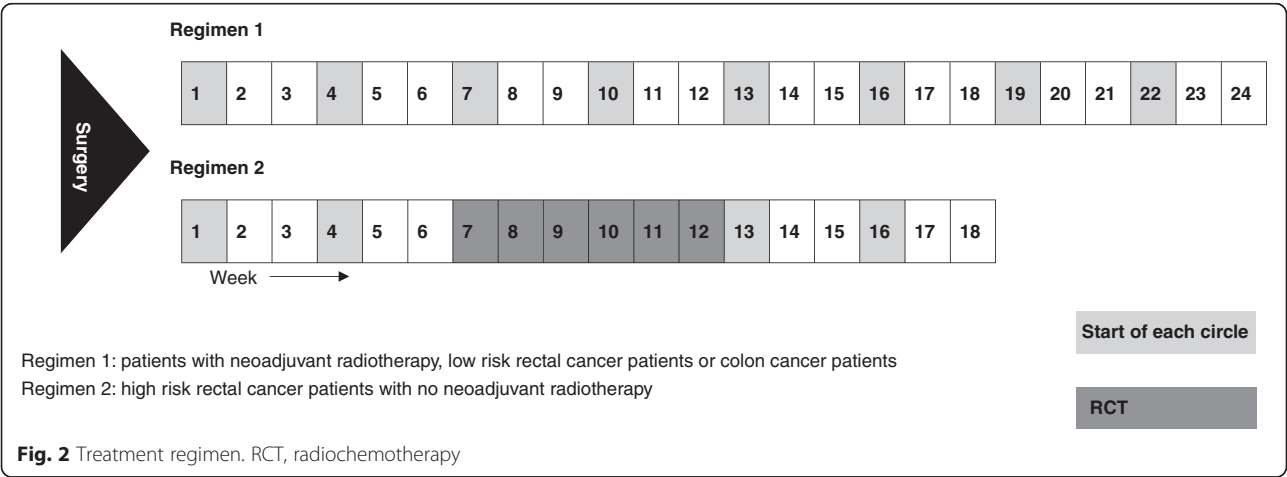 Regimen 1
1 2 3 4 5 6 7 8 9 10 11 12 13 14 15 16 17 18 19 20 21 22 23 24
Surgery
Regimen 2
1 2 3 4 5 6 7 8 9 10 11 12 13 14 15 16 17 18
Week
Start of each circle
Regimen 1: patients with neoadjuvant radiotherapy, low risk rectal cancer patients or colon cancer patients
Regimen 2: high risk rectal cancer patients with no neoadjuvant radiotherapy
RCT
Fig. 2 Treatment regimen. RCT, radiochemotherapy